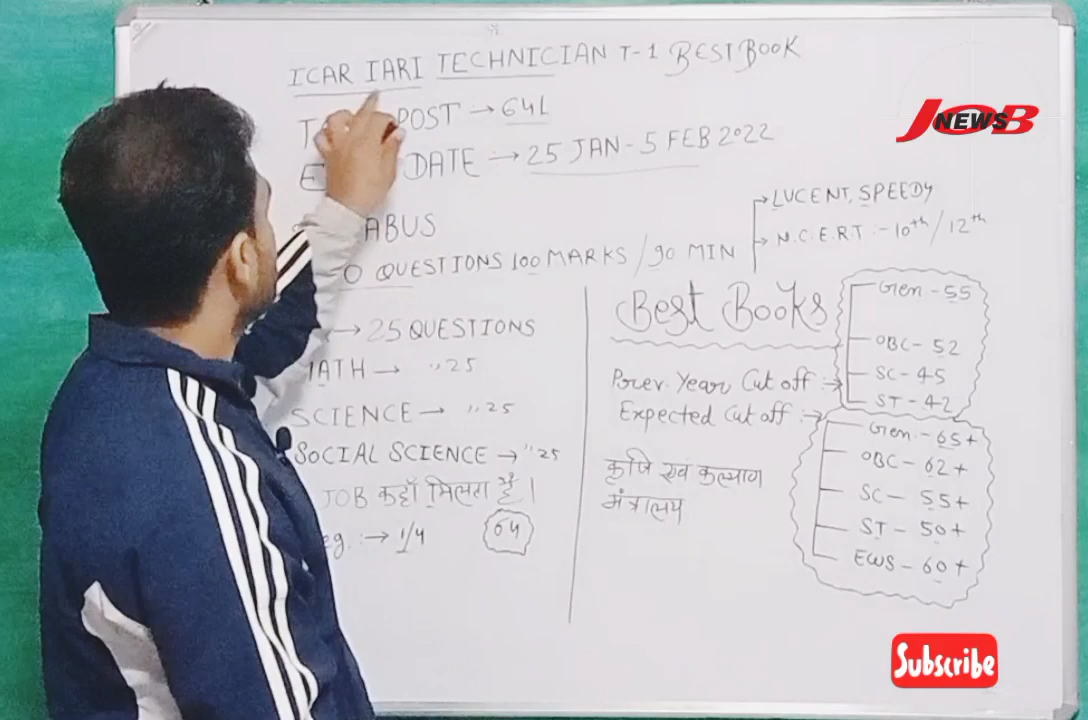 ICAR IARI TECHNICIAN T-1 BEST BOOK
POST → 641
DATE → 25 JAN - 5 FEB 2022
ABUS
0 QUESTIONS 100 MARKS / 90 MIN
→ LUCENT, SPEEDY
→ N.C.E.R.T :- 10th / 12th
→ 25 QUESTIONS
MATH → ,, 25
SCIENCE → ,, 25
SOCIAL SCIENCE → ,, 25
JOB कहाँ मिलता है।
eg. :→ 1/4
64
Best Books
Prev. Year Cut off :→
Gen - 55
OBC - 52
SC - 45
ST - 42
Expected Cut off :→
Gen. - 65+
OBC - 62+
SC - 55+
ST - 50+
EWS - 60+
कृषि एवं कल्याण
मंत्रालय
JOB
NEWS
Subscribe